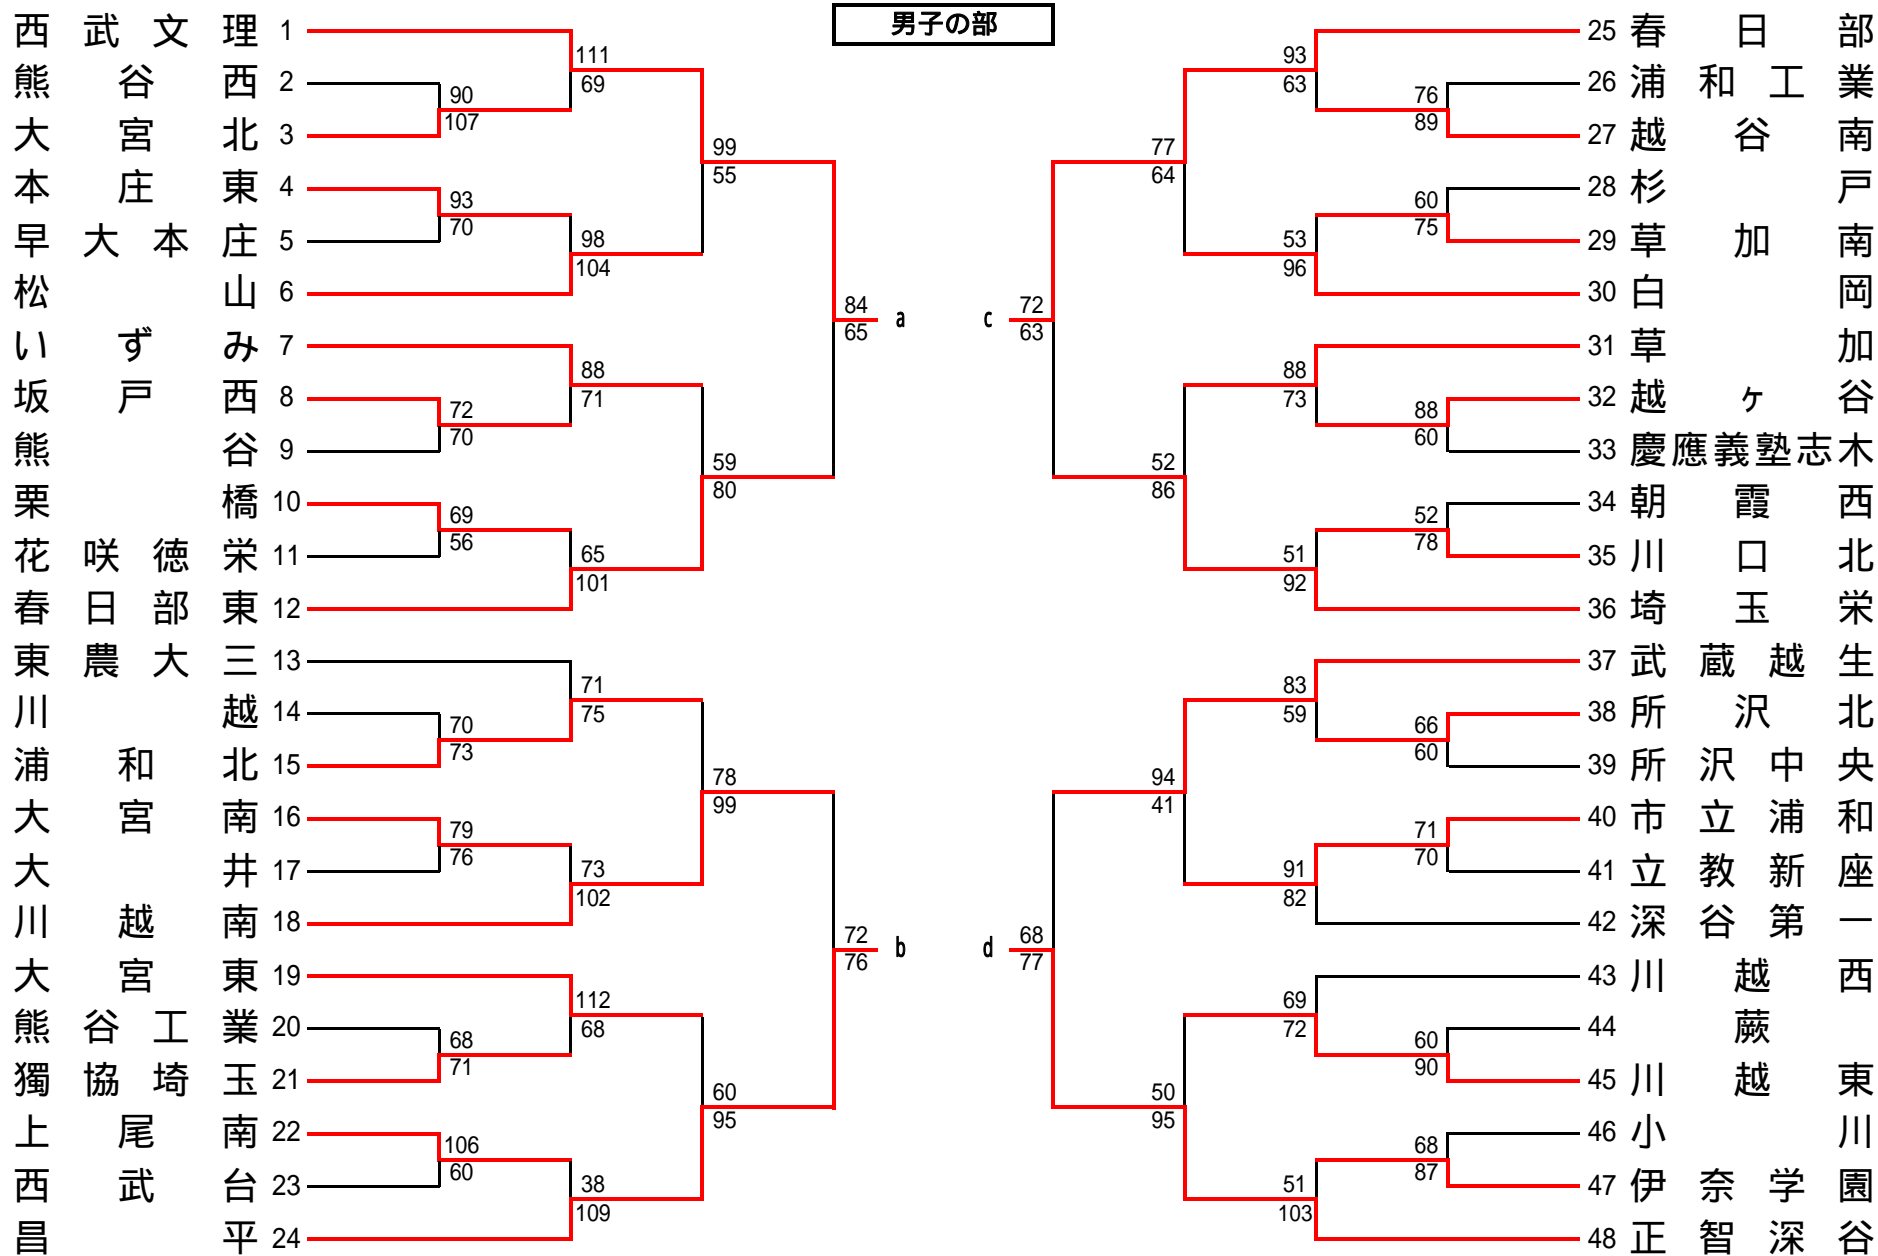 男子の部
西武文理 1
熊谷西 2
大宮北 3
本庄東 4
早大本庄 5
松山 6
いずみ 7
坂戸西 8
熊谷 9
栗橋 10
花咲徳栄 11
春日部東 12
東農大三 13
川越 14
浦和北 15
大宮南 16
大井 17
川越南 18
大宮東 19
熊谷工業 20
獨協埼玉 21
上尾南 22
西武台 23
昌平 24
90
107
93
70
72
70
69
56
70
73
79
76
68
71
106
60
111
69
98
104
88
71
65
101
71
75
73
102
112
68
38
109
99
55
59
80
78
99
60
95
84
65
a
72
76
b
c
72
63
d
68
77
77
64
52
86
94
41
50
95
93
63
53
96
88
73
51
92
83
59
91
82
69
72
51
103
76
89
60
75
88
60
52
78
66
60
71
70
60
90
68
87
25 春日部
26 浦和工業
27 越谷南
28 杉戸
29 草加南
30 白岡
31 草加
32 越ヶ谷
33 慶應義塾志木
34 朝霞西
35 川口北
36 埼玉栄
37 武蔵越生
38 所沢北
39 所沢中央
40 市立浦和
41 立教新座
42 深谷第一
43 川越西
44 蕨
45 川越東
46 小川
47 伊奈学園
48 正智深谷